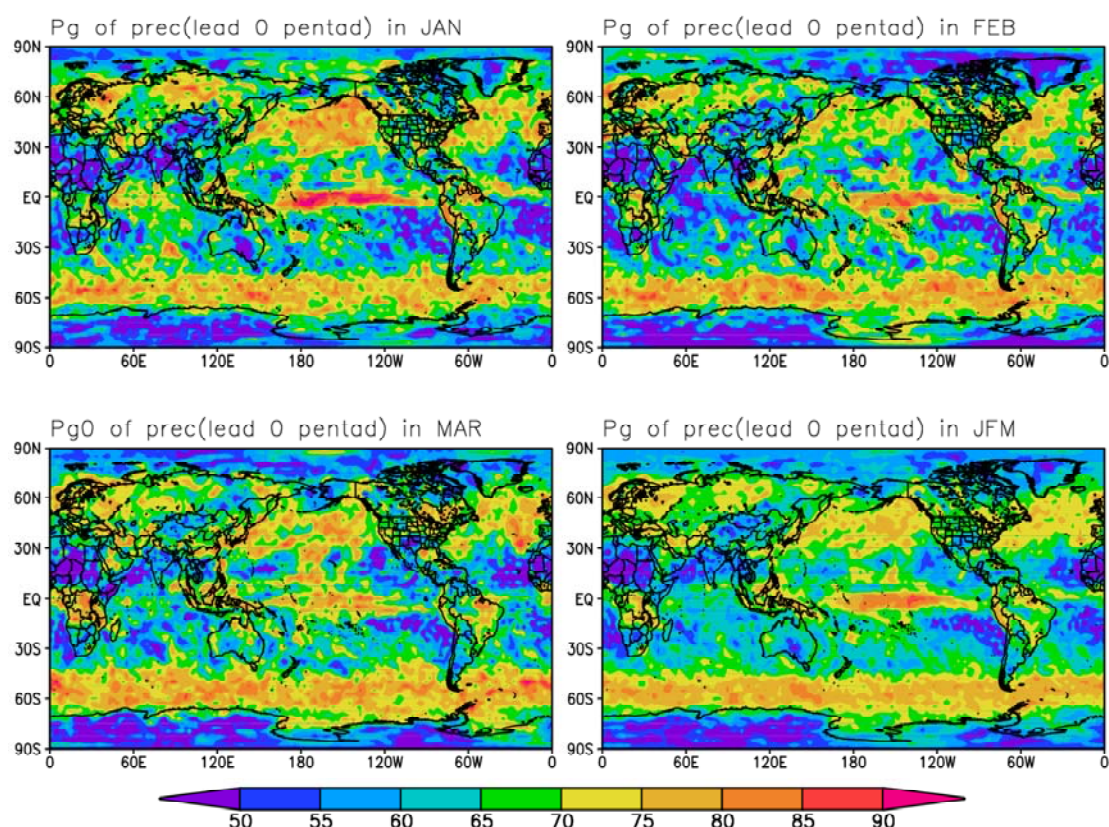 Pg of prec(lead 0 pentad) in JAN
90N
60N
30N
EQ
30S
60S
90S
0 60E 120E 180 120W 60W 0
Pg of prec(lead 0 pentad) in FEB
90N
60N
30N
EQ
30S
60S
90S
0 60E 120E 180 120W 60W 0
Pg0 of prec(lead 0 pentad) in MAR
90N
60N
30N
EQ
30S
60S
90S
0 60E 120E 180 120W 60W 0
Pg of prec(lead 0 pentad) in JFM
90N
60N
30N
EQ
30S
60S
90S
0 60E 120E 180 120W 60W 0
50 55 60 65 70 75 80 85 90